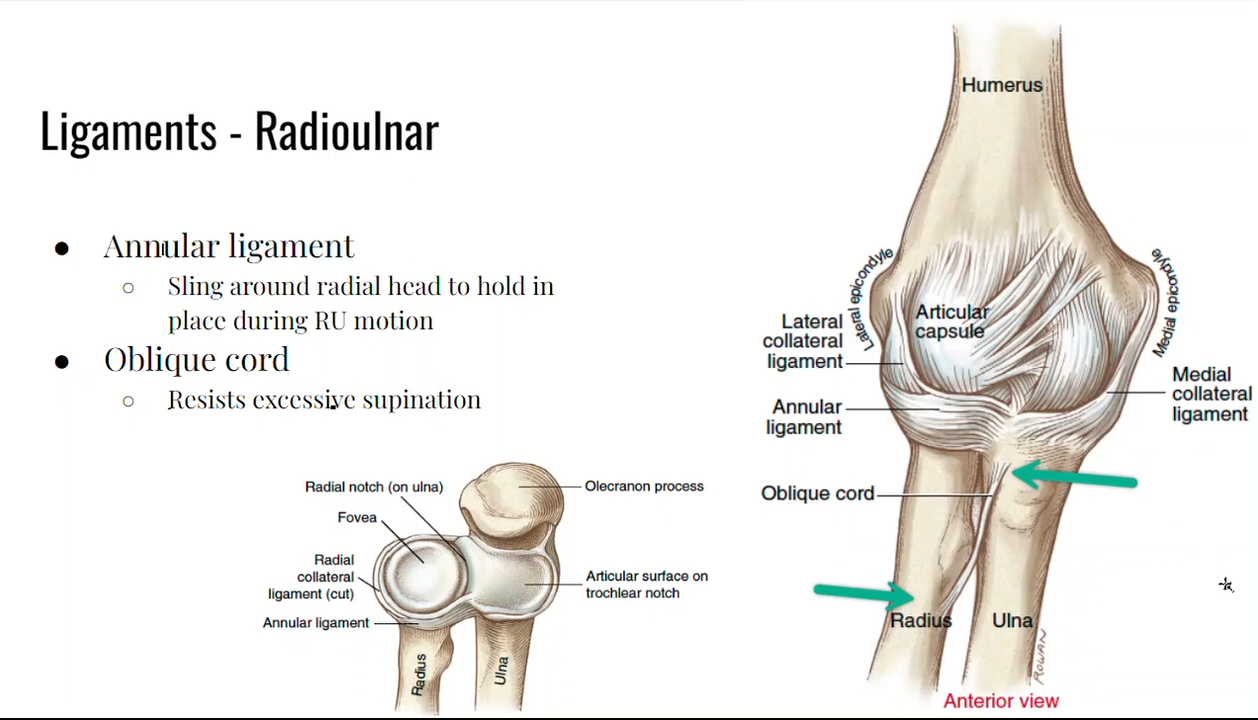 Ligaments - Radioulnar
● Annular ligament
○ Sling around radial head to hold in
place during RU motion
● Oblique cord
○ Resists excessive supination
Radial notch (on ulna)
Fovea
Radial
collateral
ligament (cut)
Annular ligament
Olecranon process
Articular surface on
trochlear notch
Radius
Ulna
Humerus
Lateral epicondyle
Medial epicondyle
Articular
capsule
Lateral
collateral
ligament
Annular
ligament
Medial
collateral
ligament
Oblique cord
Radius
Ulna
ROWAN
Anterior view